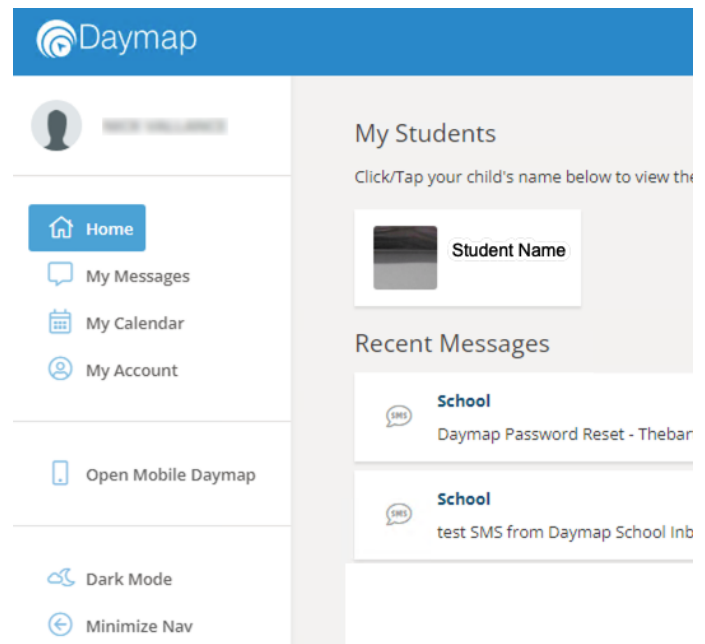 Daymap
Home
My Messages
My Calendar
My Account
Open Mobile Daymap
Dark Mode
Minimize Nav
My Students
Click/Tap your child's name below to view the
Student Name
Recent Messages
SMS
School
Daymap Password Reset - Thebar
SMS
School
test SMS from Daymap School Inb